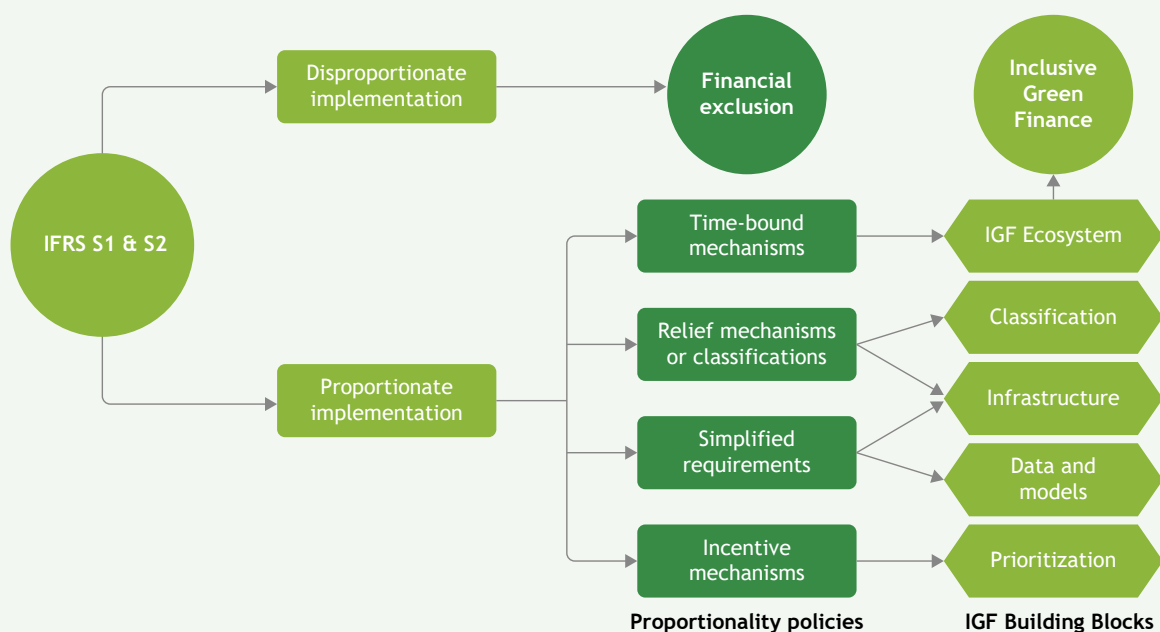 Disproportionate
implementation
Financial
exclusion
Inclusive
Green
Finance
IFRS S1 & S2
Time-bound
mechanisms
IGF Ecosystem
Relief mechanisms
or classifications
Classification
Proportionate
implementation
Infrastructure
Simplified
requirements
Data and
models
Incentive
mechanisms
Prioritization
Proportionality policies
IGF Building Blocks